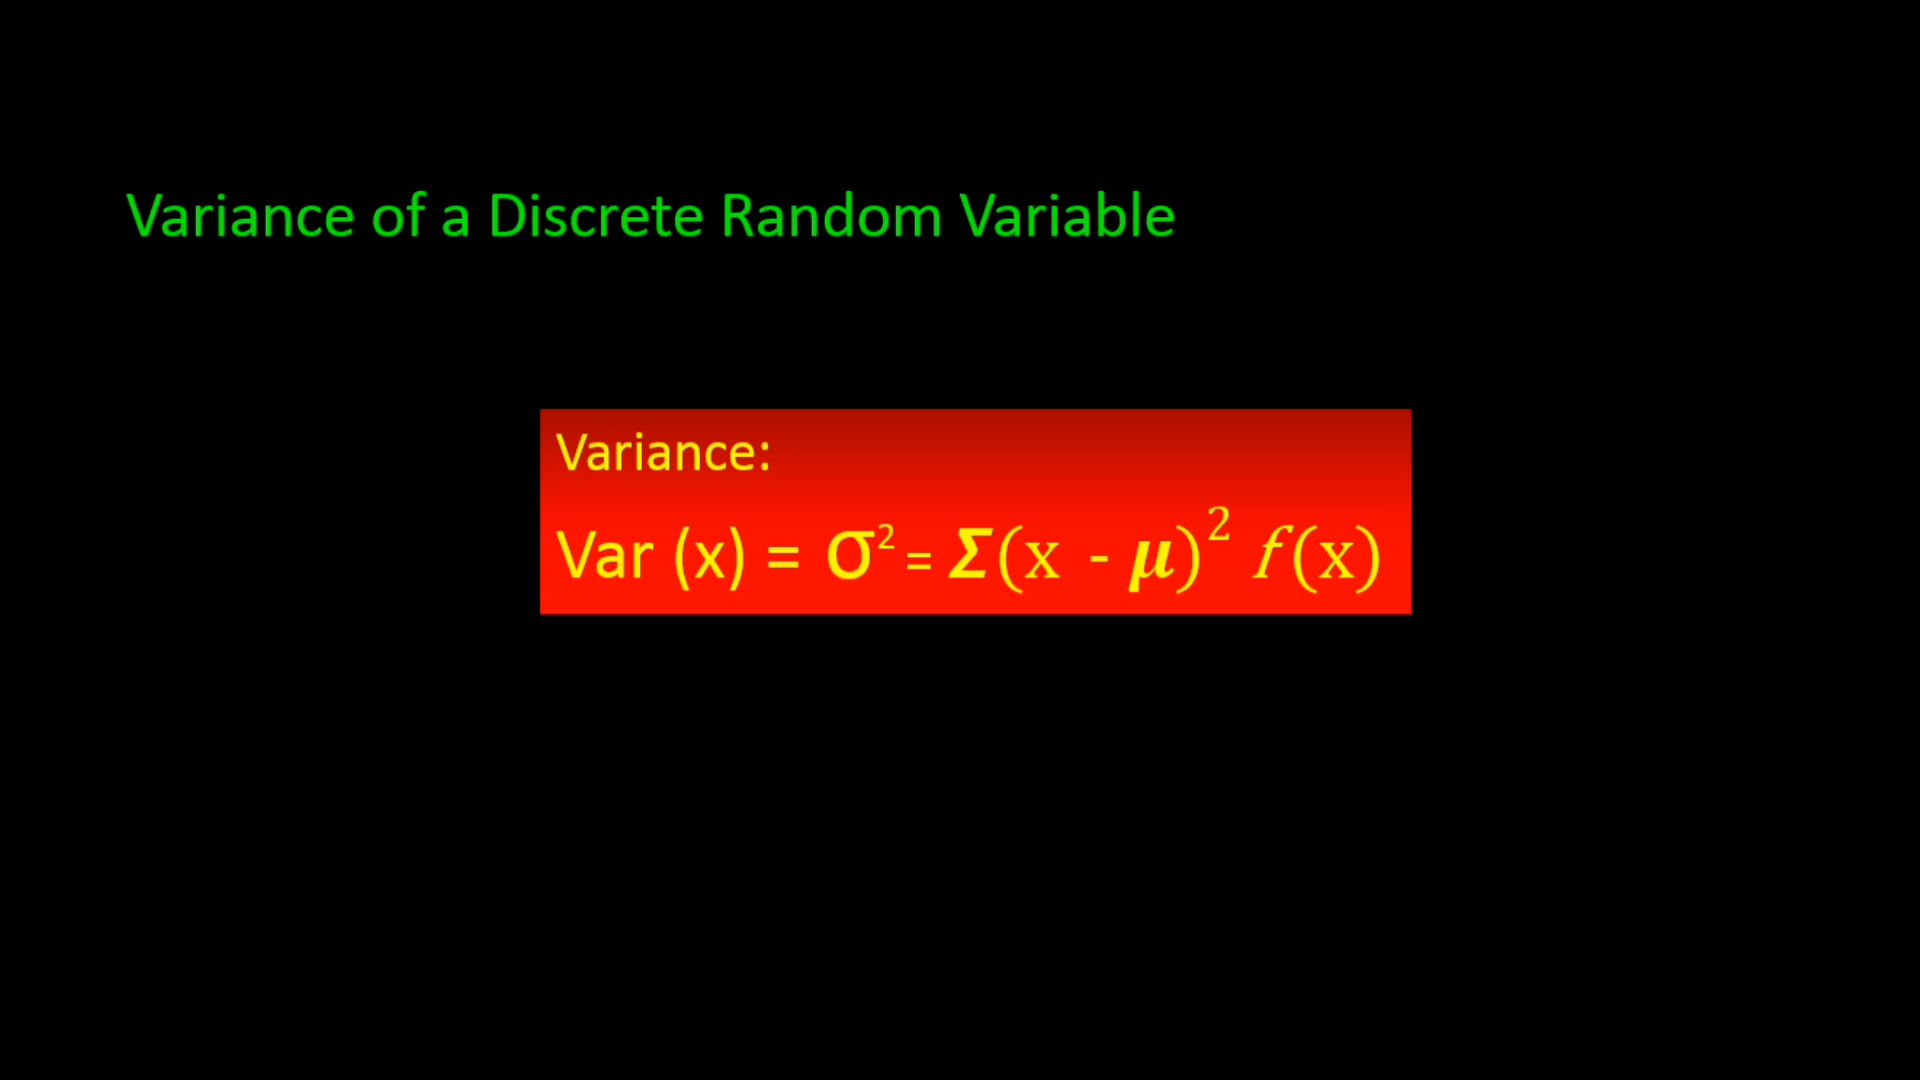 Variance of a Discrete Random Variable
Variance:
Var (x) = σ² = Σ(x - μ)² f(x)